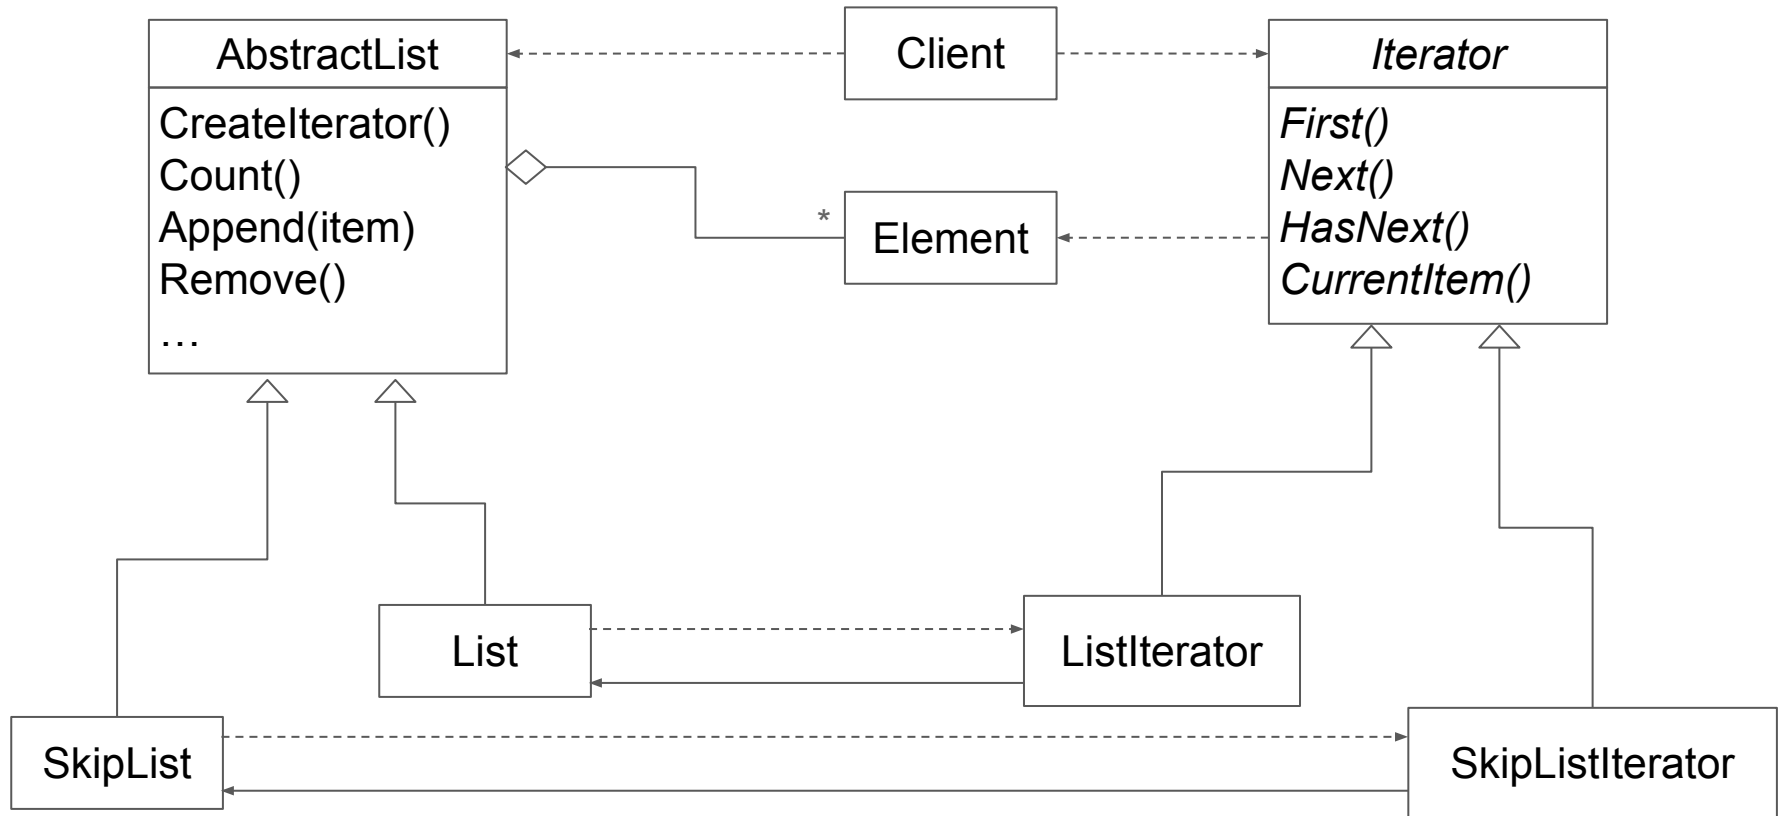 AbstractList
CreateIterator()
Count()
Append(item)
Remove()
…
Client
*
Element
Iterator
First()
Next()
HasNext()
CurrentItem()
List
ListIterator
SkipList
SkipListIterator